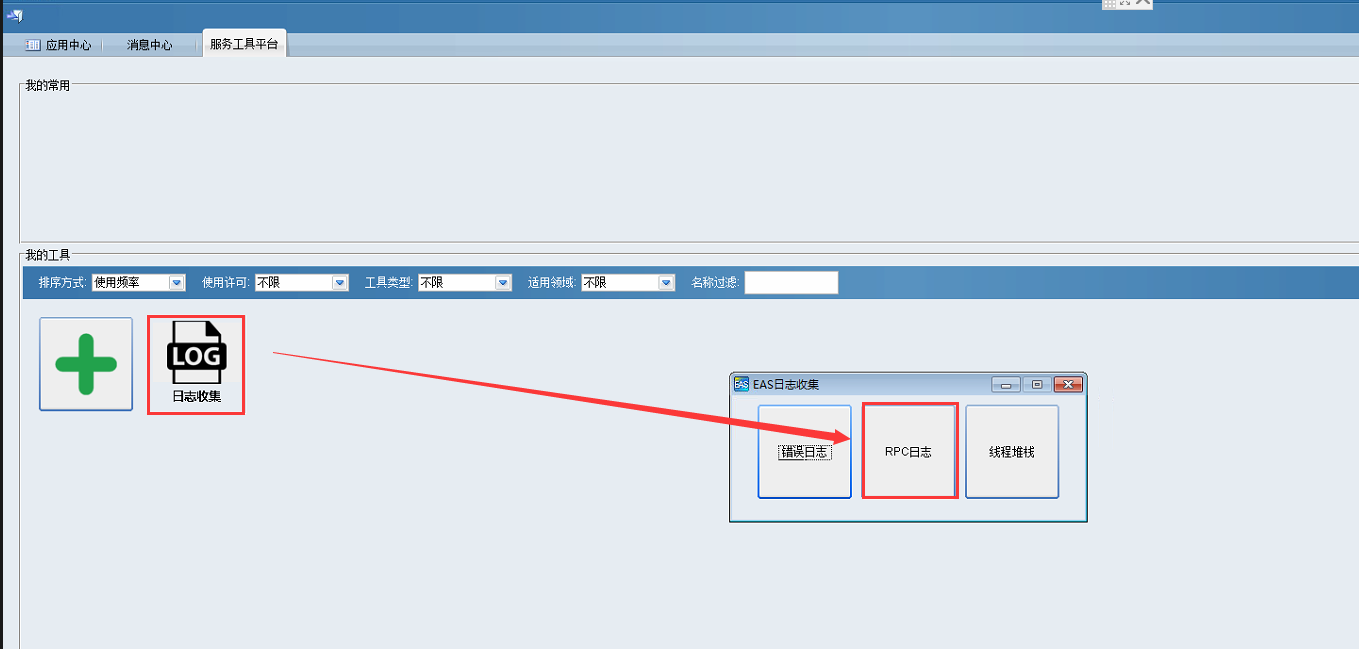 应用中心
消息中心
服务工具平台
我的常用
我的工具
排序方式: 使用频率 使用许可: 不限 工具类型: 不限 适用领域: 不限 名称过滤:
LOG
日志收集
EAS EAS日志收集
错误日志 RPC日志 线程堆栈